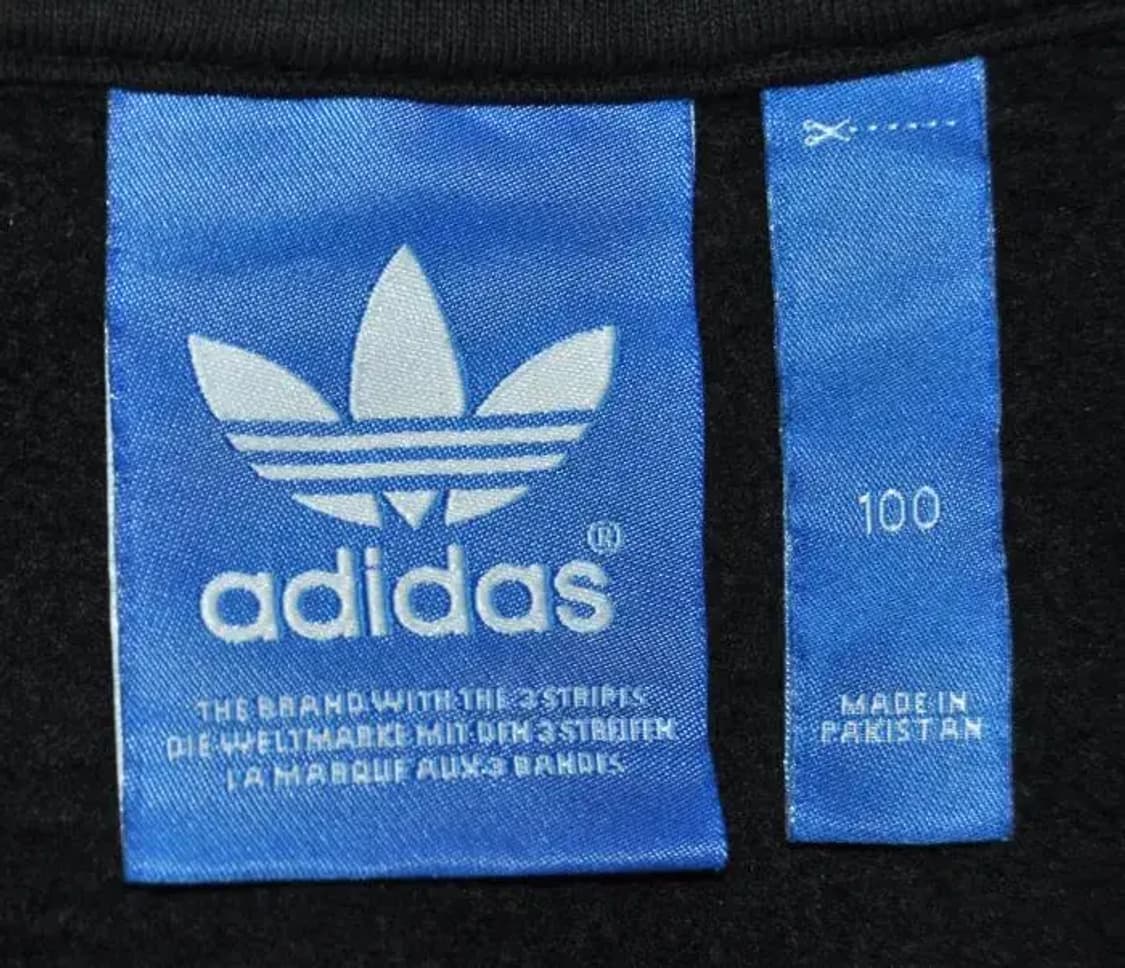 adidas®
THE BRAND WITH THE 3 STRIPES
DIE WELTMARKE MIT DEN 3 STREIFEN
LA MARQUE AUX 3 BANDES
100
MADE IN
PAKISTAN